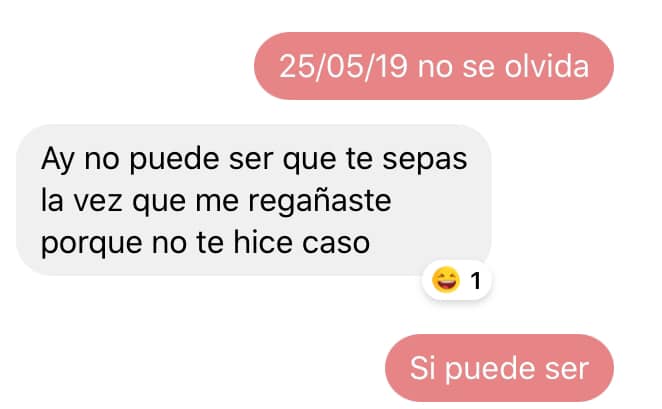 25/05/19 no se olvida
Ay no puede ser que te sepas
la vez que me regañaste
porque no te hice caso
😄 1
Si puede ser